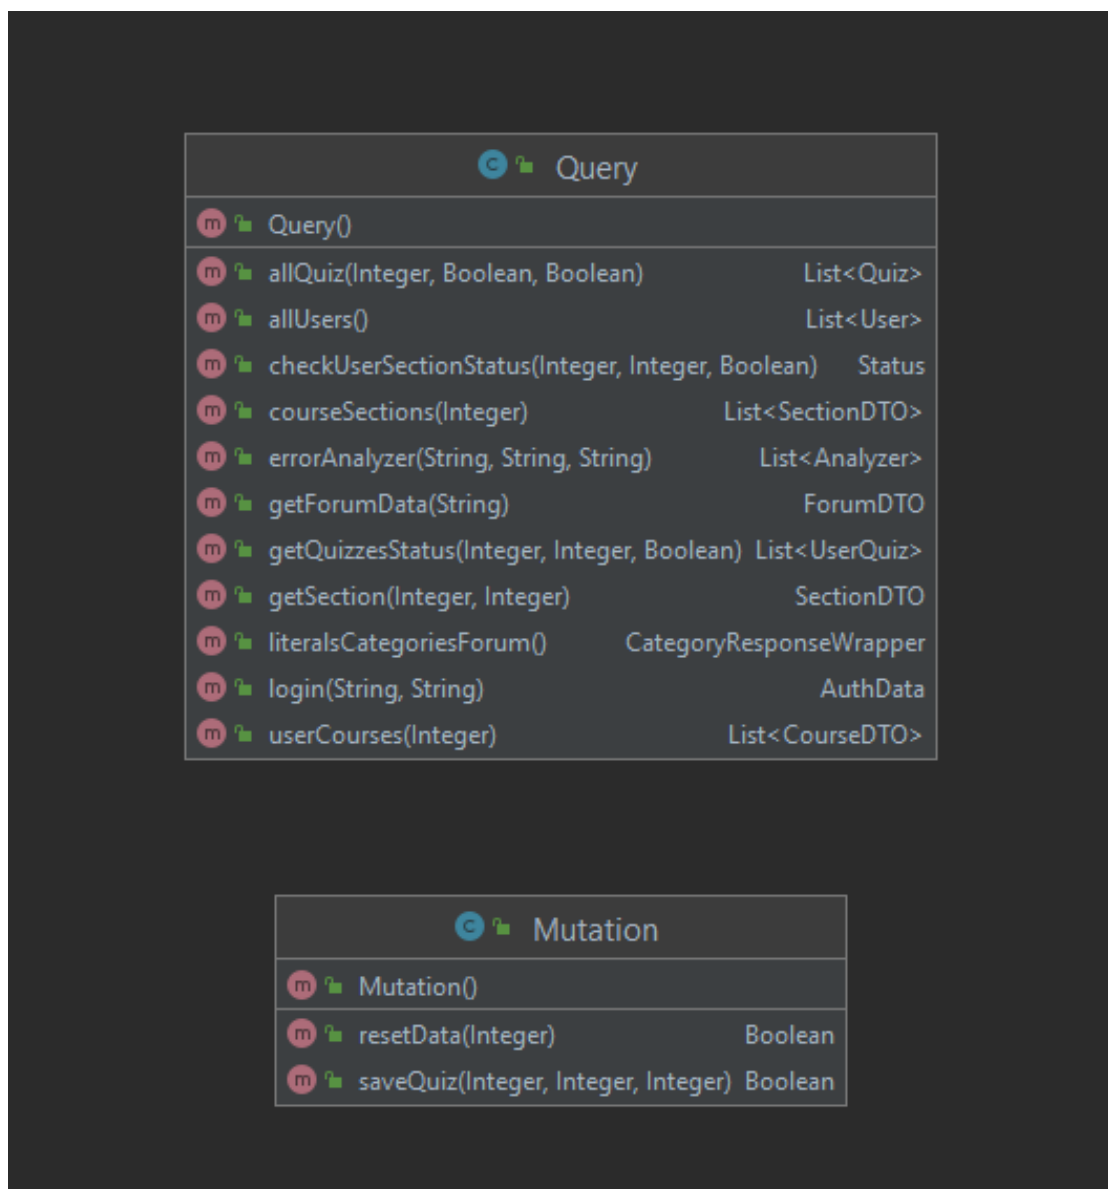 C Query
m Query()
m allQuiz(Integer, Boolean, Boolean) List<Quiz>
m allUsers() List<User>
m checkUserSectionStatus(Integer, Integer, Boolean) Status
m courseSections(Integer) List<SectionDTO>
m errorAnalyzer(String, String, String) List<Analyzer>
m getForumData(String) ForumDTO
m getQuizzesStatus(Integer, Integer, Boolean) List<UserQuiz>
m getSection(Integer, Integer) SectionDTO
m literalsCategoriesForum() CategoryResponseWrapper
m login(String, String) AuthData
m userCourses(Integer) List<CourseDTO>
C Mutation
m Mutation()
m resetData(Integer) Boolean
m saveQuiz(Integer, Integer, Integer) Boolean